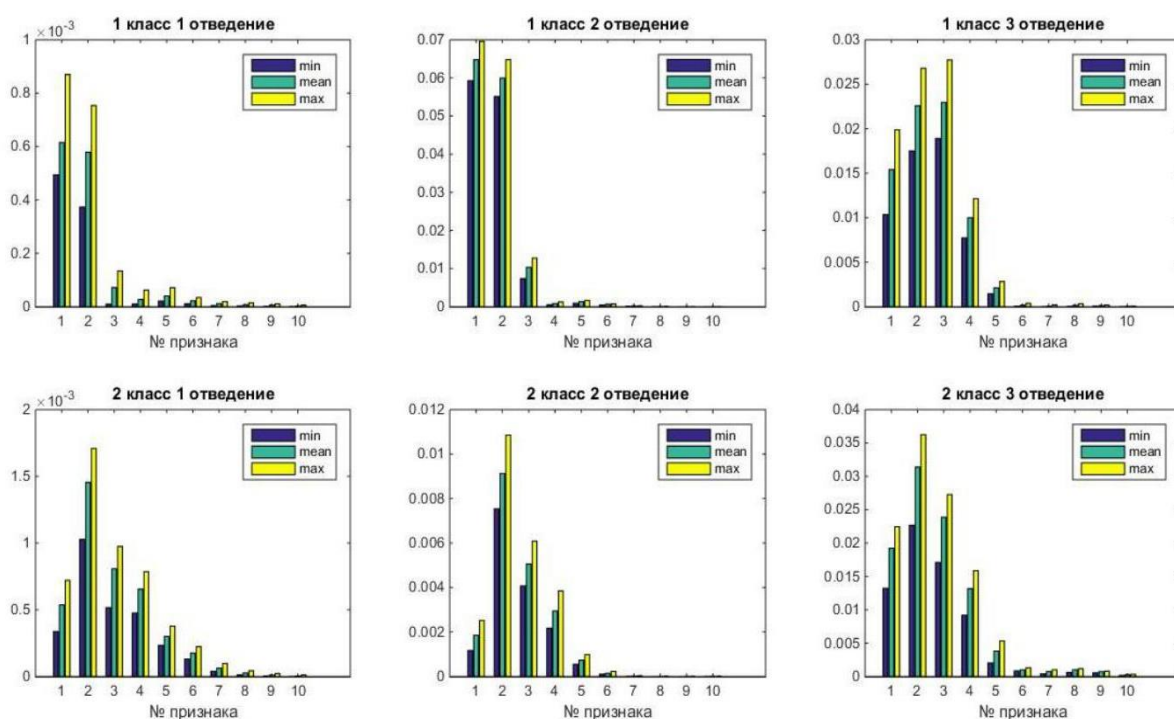 1 класс 1 отведение
×10⁻³
1
0.8
0.6
0.4
0.2
0
1 2 3 4 5 6 7 8 9 10
№ признака
min
mean
max
1 класс 2 отведение
0.07
0.06
0.05
0.04
0.03
0.02
0.01
0
1 2 3 4 5 6 7 8 9 10
№ признака
min
mean
max
1 класс 3 отведение
0.03
0.025
0.02
0.015
0.01
0.005
0
1 2 3 4 5 6 7 8 9 10
№ признака
min
mean
max
2 класс 1 отведение
×10⁻³
2
1.5
1
0.5
0
1 2 3 4 5 6 7 8 9 10
№ признака
min
mean
max
2 класс 2 отведение
0.012
0.01
0.008
0.006
0.004
0.002
0
1 2 3 4 5 6 7 8 9 10
№ признака
min
mean
max
2 класс 3 отведение
0.04
0.035
0.03
0.025
0.02
0.015
0.01
0.005
0
1 2 3 4 5 6 7 8 9 10
№ признака
min
mean
max